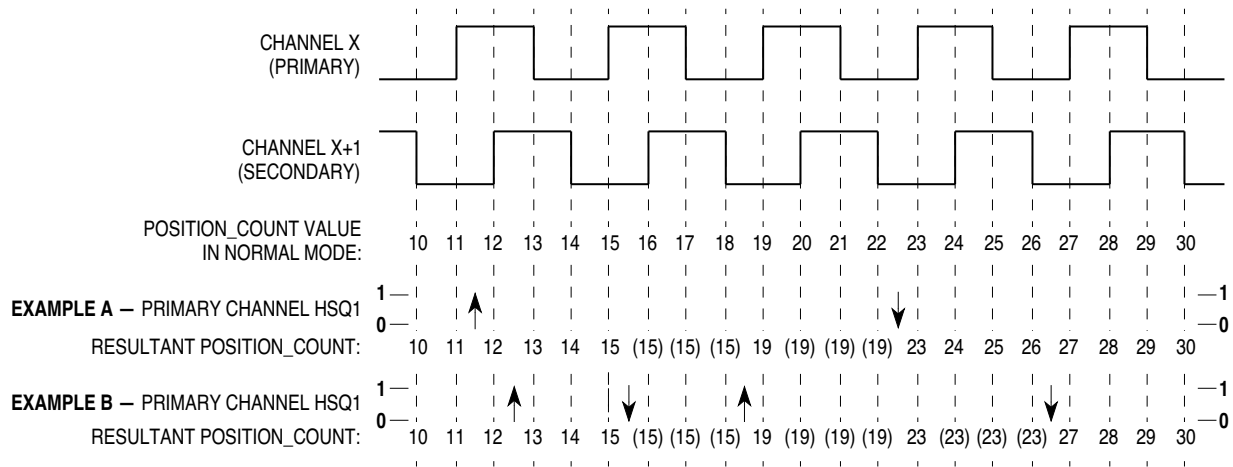 CHANNEL X
(PRIMARY)
CHANNEL X+1
(SECONDARY)
POSITION_COUNT VALUE
IN NORMAL MODE:
10 11 12 13 14 15 16 17 18 19 20 21 22 23 24 25 26 27 28 29 30
1 1
EXAMPLE A — PRIMARY CHANNEL HSQ1
0 0
RESULTANT POSITION_COUNT: 10 11 12 13 14 15 (15) (15) (15) 19 (19) (19) (19) 23 24 25 26 27 28 29 30
1 1
EXAMPLE B — PRIMARY CHANNEL HSQ1
0 0
RESULTANT POSITION_COUNT: 10 11 12 13 14 15 (15) (15) (15) 19 (19) (19) (19) 23 (23) (23) (23) 27 28 29 30